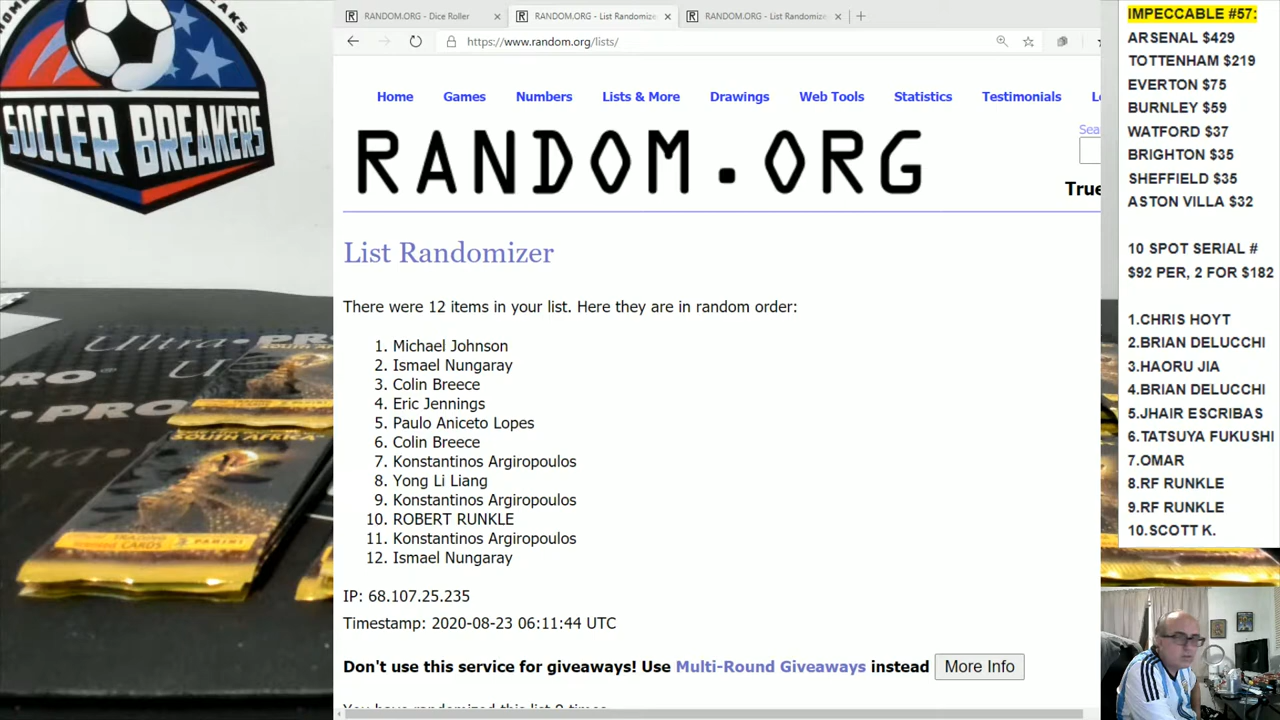 SOCCER BREAKERS
RANDOM.ORG - Dice Roller
RANDOM.ORG - List Randomize
RANDOM.ORG - List Randomize
https://www.random.org/lists/
Home Games Numbers Lists & More Drawings Web Tools Statistics Testimonials
Sea
RANDOM.ORG
True
List Randomizer
There were 12 items in your list. Here they are in random order:
1. Michael Johnson
2. Ismael Nungaray
3. Colin Breece
4. Eric Jennings
5. Paulo Aniceto Lopes
6. Colin Breece
7. Konstantinos Argiropoulos
8. Yong Li Liang
9. Konstantinos Argiropoulos
10. ROBERT RUNKLE
11. Konstantinos Argiropoulos
12. Ismael Nungaray
IP: 68.107.25.235
Timestamp: 2020-08-23 06:11:44 UTC
Don't use this service for giveaways! Use Multi-Round Giveaways instead More Info
IMPECCABLE #57:
ARSENAL $429
TOTTENHAM $219
EVERTON $75
BURNLEY $59
WATFORD $37
BRIGHTON $35
SHEFFIELD $35
ASTON VILLA $32
10 SPOT SERIAL #
$92 PER, 2 FOR $182
1.CHRIS HOYT
2.BRIAN DELUCCHI
3.HAORU JIA
4.BRIAN DELUCCHI
5.JHAIR ESCRIBAS
6.TATSUYA FUKUSHI
7.OMAR
8.RF RUNKLE
9.RF RUNKLE
10.SCOTT K.
Ultra·PRO
PRO
SOUTH AFRICA
PANINI